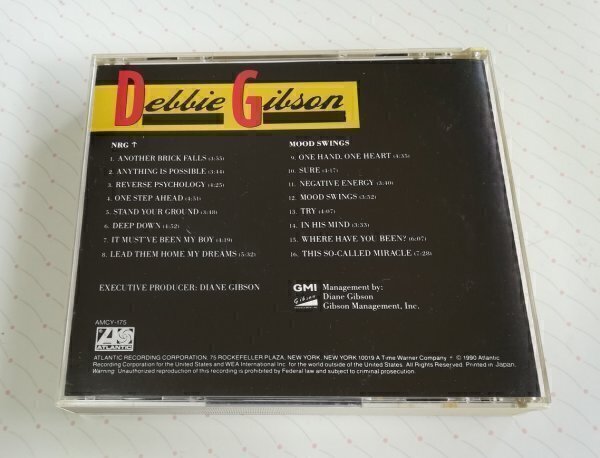 Debbie Gibson
NRG ↑
1. ANOTHER BRICK FALLS (3:55)
2. ANYTHING IS POSSIBLE (3:44)
3. REVERSE PSYCHOLOGY (4:25)
4. ONE STEP AHEAD (4:51)
5. STAND YOUR GROUND (3:48)
6. DEEP DOWN (4:52)
7. IT MUST'VE BEEN MY BOY (4:19)
8. LEAD THEM HOME MY DREAMS (5:32)
MOOD SWINGS
9. ONE HAND, ONE HEART (4:35)
10. SURE (4:17)
11. NEGATIVE ENERGY (3:40)
12. MOOD SWINGS (3:52)
13. TRY (4:07)
14. IN HIS MIND (3:33)
15. WHERE HAVE YOU BEEN? (6:07)
16. THIS SO-CALLED MIRACLE (7:28)
EXECUTIVE PRODUCER: DIANE GIBSON
GMI
Gibson
Management by:
Diane Gibson
Gibson Management, Inc.
AMCY-175
ATLANTIC
ATLANTIC RECORDING CORPORATION, 75 ROCKEFELLER PLAZA, NEW YORK, NEW YORK 10019 A Time Warner Company ℗ © 1990 Atlantic
Recording Corporation for the United States and WEA International Inc. for the world outside of the United States. All Rights Reserved. Printed in Japan.
Warning: Unauthorized reproduction of this recording is prohibited by Federal law and subject to criminal prosecution.